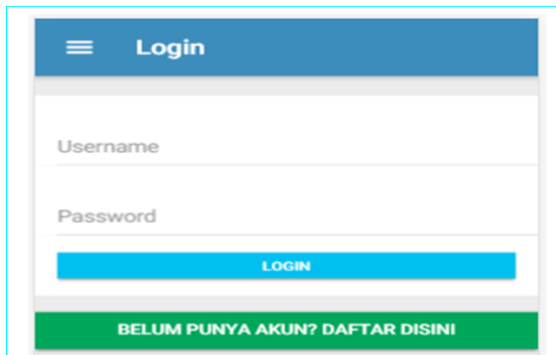 Login
Username
Password
LOGIN
BELUM PUNYA AKUN? DAFTAR DISINI